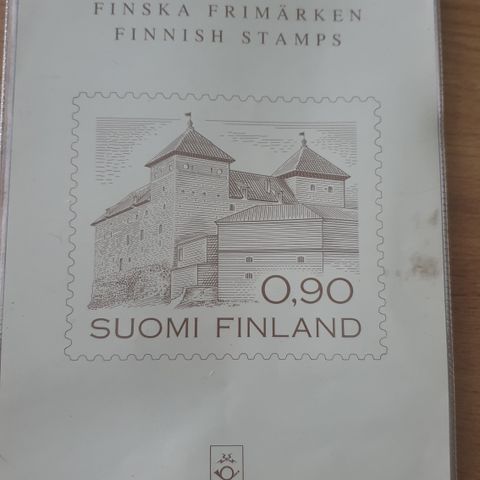 FINSKA FRIMÄRKEN
FINNISH STAMPS
0,90
SUOMI FINLAND